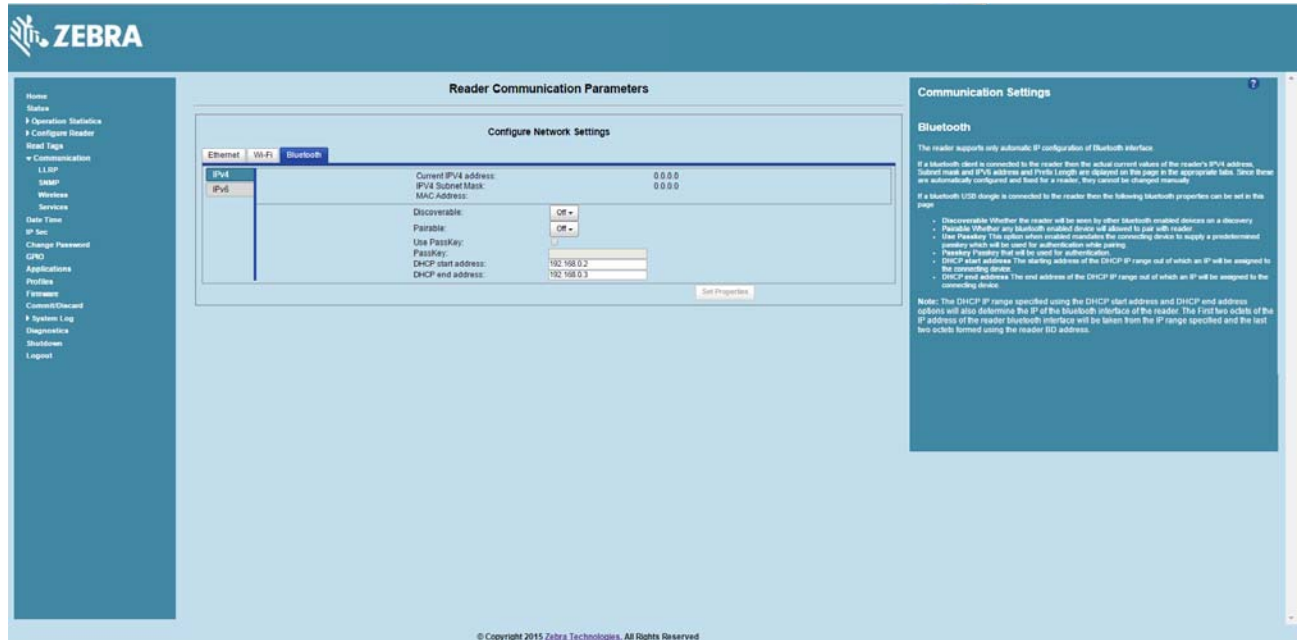 ZEBRA
Home
Status
Operation Statistics
Configure Reader
Read Tags
Communication
LLRP
SNMP
Wireless
Services
Date Time
IP Sec
Change Password
GPIO
Applications
Profiles
Firmware
Commit/Discard
System Log
Diagnostics
Shutdown
Logout
Reader Communication Parameters
Configure Network Settings
Ethernet Wi-Fi Bluetooth
IPv4
IPv6
Current IPV4 address: 0.0.0.0
IPV4 Subnet Mask: 0.0.0.0
MAC Address:
Discoverable: Off
Pairable: Off
Use PassKey:
PassKey:
DHCP start address: 192.168.0.2
DHCP end address: 192.168.0.3
Set Properties
?
Communication Settings
Bluetooth
The reader supports only automatic IP configuration of Bluetooth interface.
If a bluetooth client is connected to the reader then the actual current values of the reader's IPV4 address,
Subnet mask and IPV6 address and Prefix Length are diplayed on this page in the appropriate tabs. Since these
are automatically configured and fixed for a reader, they cannot be changed manually.
If a bluetooth USB dongle is connected to the reader then the following bluetooth properties can be set in this
page
• Discoverable Whether the reader will be seen by other bluetooth enabled devices on a discovery.
• Pairable Whether any bluetooth enabled device will allowed to pair with reader.
• Use Passkey This option when enabled mandates the connecting device to supply a predetermined
passkey which will be used for authentication while pairing.
• Passkey Passkey that will be used for authentication.
• DHCP start address The starting address of the DHCP IP range out of which an IP will be assigned to
the connecting device.
• DHCP end address The end address of the DHCP IP range out of which an IP will be assigned to the
connecting device.
Note: The DHCP IP range specified using the DHCP start address and DHCP end address
options will also determine the IP of the bluetooth interface of the reader. The First two octets of the
IP address of the reader bluetooth interface will be taken from the IP range specified and the last
two octets formed using the reader BD address.
© Copyright 2015 Zebra Technologies. All Rights Reserved